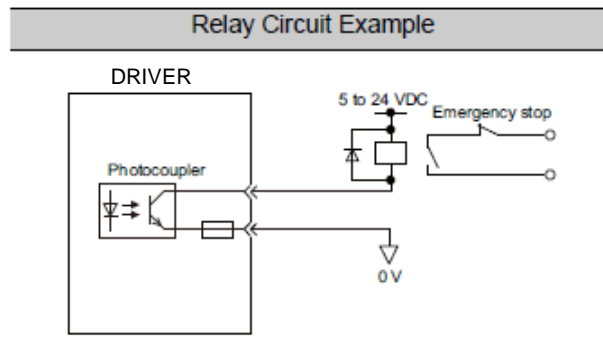 Relay Circuit Example
DRIVER
5 to 24 VDC
Emergency stop
Photocoupler
0 V